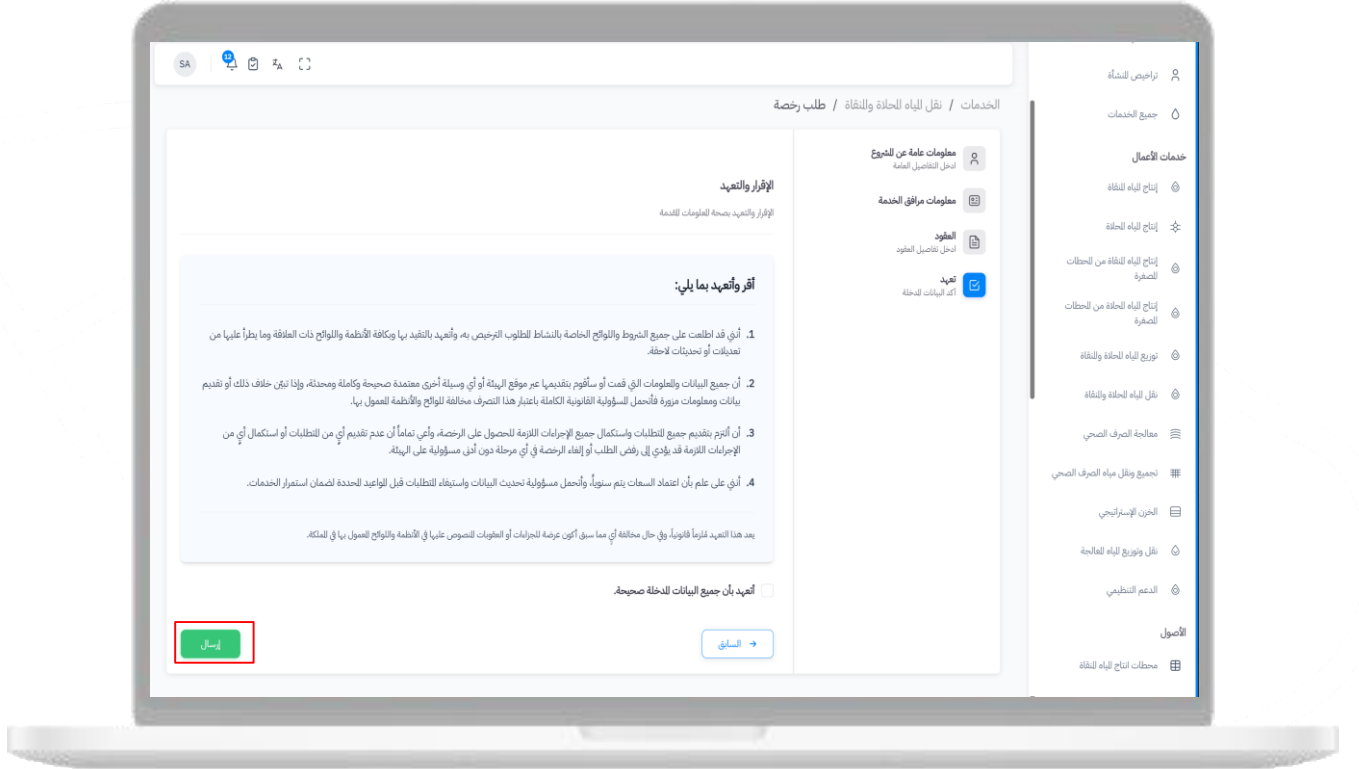 SA
12
الخدمات / نقل المياه المحلاة والمنقاة / طلب رخصة
تراخيص المنشأة
جميع الخدمات
خدمات الأعمال
إنتاج المياه المنقاة
إنتاج المياه المحلاة
إنتاج المياه المنقاة من المحطات
المصغرة
إنتاج المياه المحلاة من المحطات
المصغرة
توزيع المياه المحلاة والمنقاة
نقل المياه المحلاة والمنقاة
معالجة الصرف الصحي
تجميع ونقل مياه الصرف الصحي
الخزن الإستراتيجي
نقل وتوزيع المياه المعالجة
الدعم التنظيمي
الأصول
محطات انتاج المياه المنقاة
معلومات عامة عن المشروع
ادخل التفاصيل العامة
معلومات مرافق الخدمة
العقود
ادخل تفاصيل العقود
تعهد
أكد البيانات المدخلة
الإقرار والتعهد
الإقرار والتعهد بصحة المعلومات المقدمة
أقر وأتعهد بما يلي:
1. أنني قد اطلعت على جميع الشروط واللوائح الخاصة بالنشاط المطلوب الترخيص به، وأتعهد بالتقيد بها وبكافة الأنظمة واللوائح ذات العلاقة وما يطرأ عليها من
تعديلات أو تحديثات لاحقة.
2. أن جميع البيانات والمعلومات التي قمت أو سأقوم بتقديمها عبر موقع الهيئة أو أي وسيلة أخرى معتمدة صحيحة وكاملة ومحدثة، وإذا تبيّن خلاف ذلك أو تقديم
بيانات ومعلومات مزورة فأتحمل المسؤولية القانونية الكاملة باعتبار هذا التصرف مخالفة للوائح والأنظمة المعمول بها.
3. أن ألتزم بتقديم جميع المتطلبات واستكمال جميع الإجراءات اللازمة للحصول على الرخصة، وأعي تماماً أن عدم تقديم أيٍ من المتطلبات أو استكمال أيٍ من
الإجراءات اللازمة قد يؤدي إلى رفض الطلب أو إلغاء الرخصة في أي مرحلة دون أدنى مسؤولية على الهيئة.
4. أنني على علم بأن اعتماد السعات يتم سنوياً، وأتحمل مسؤولية تحديث البيانات واستيفاء المتطلبات قبل المواعيد المحددة لضمان استمرار الخدمات.
يعد هذا التعهد مُلزماً قانونياً، وفي حال مخالفة أيٍ مما سبق أكون عرضة للجزاءات أو العقوبات المنصوص عليها في الأنظمة واللوائح المعمول بها في المملكة.
أتعهد بأن جميع البيانات المدخلة صحيحة.
السابق
إرسال